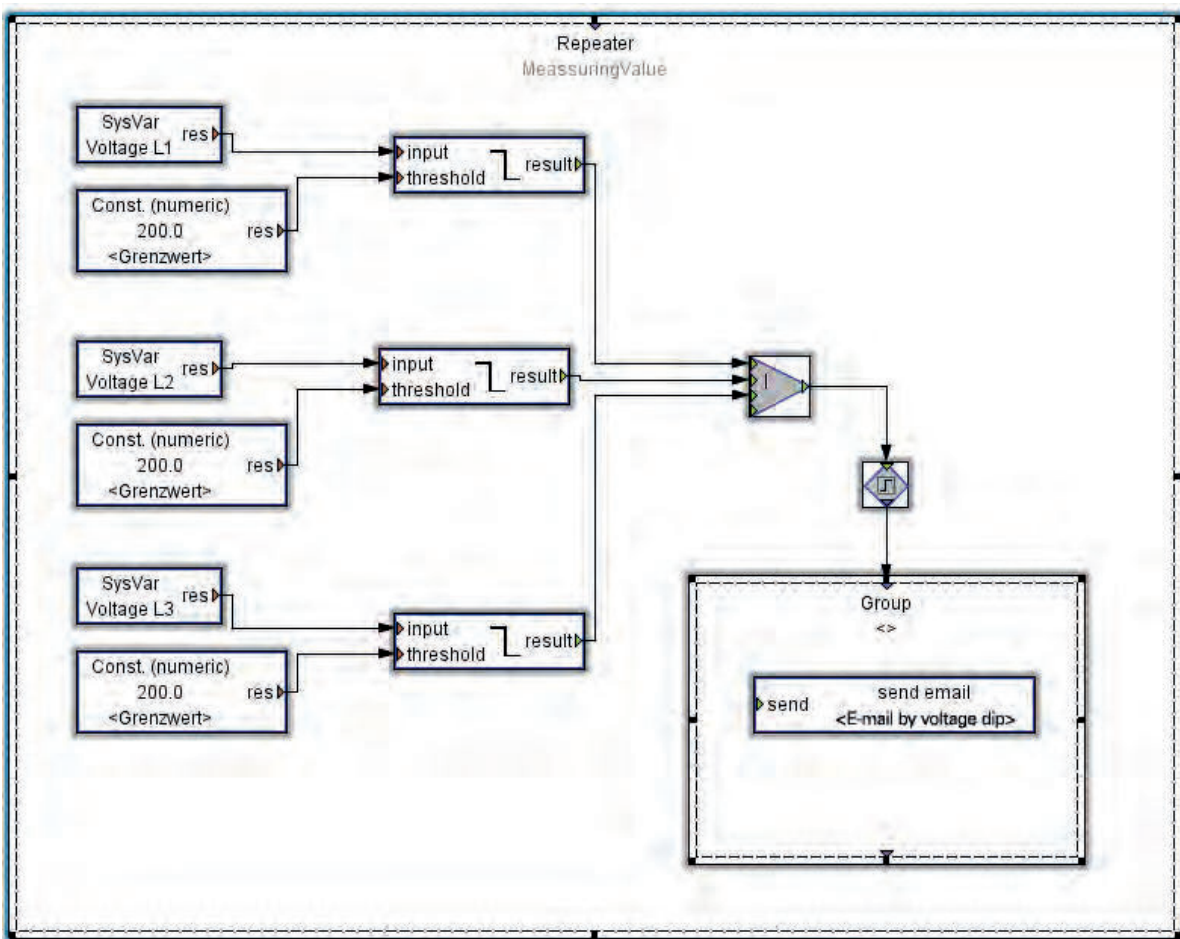 Repeater
MeassuringValue
SysVar
Voltage L1
res
input
threshold
result
Const. (numeric)
200.0
<Grenzwert>
res
SysVar
Voltage L2
res
input
threshold
result
Const. (numeric)
200.0
<Grenzwert>
res
SysVar
Voltage L3
res
input
threshold
result
Const. (numeric)
200.0
<Grenzwert>
res
Group
<>
send
send email
<E-mail by voltage dip>